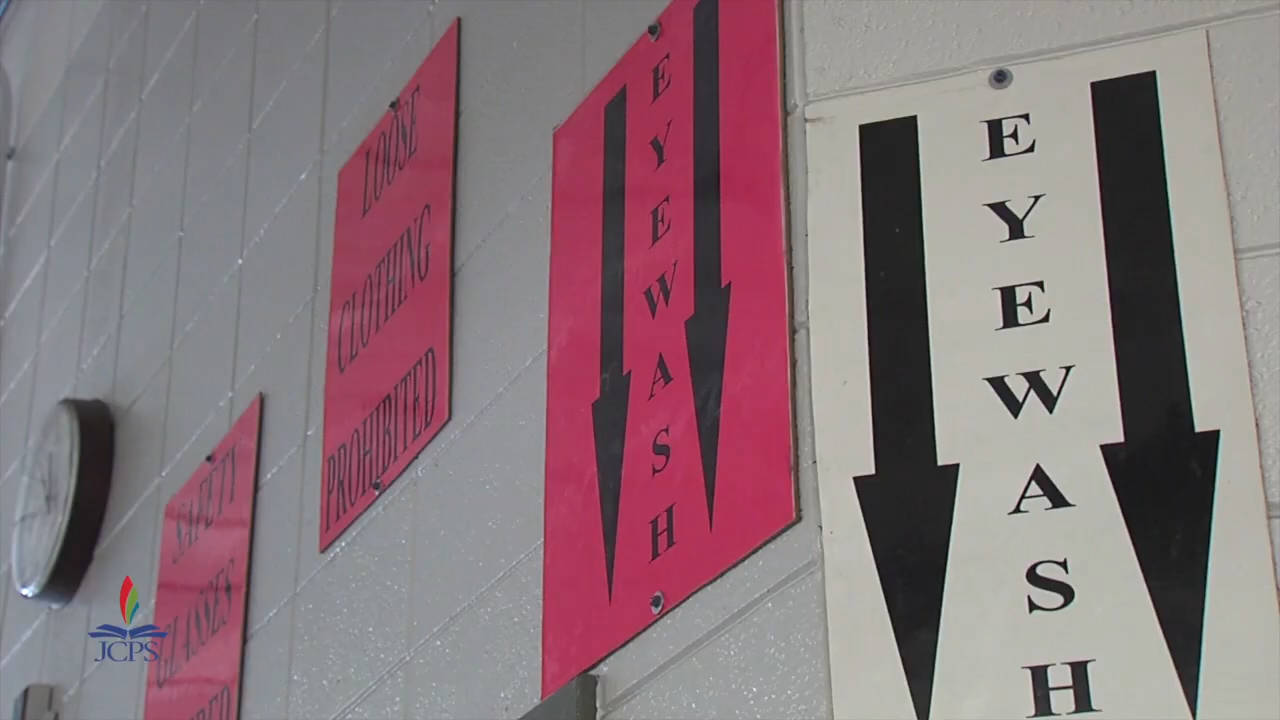 SAFETY
GLASSES
LOOSE
CLOTHING
PROHIBITED
EYEWASH
EYEWASH
JCPS